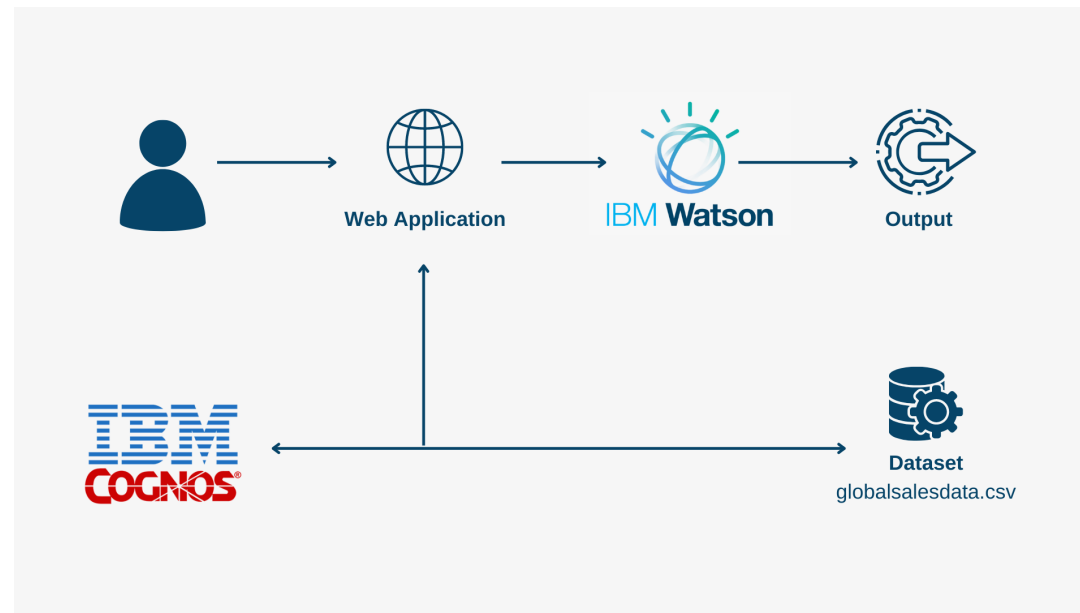 Web Application
IBM Watson
Output
IBM
COGNOS®
Dataset
globalsalesdata.csv